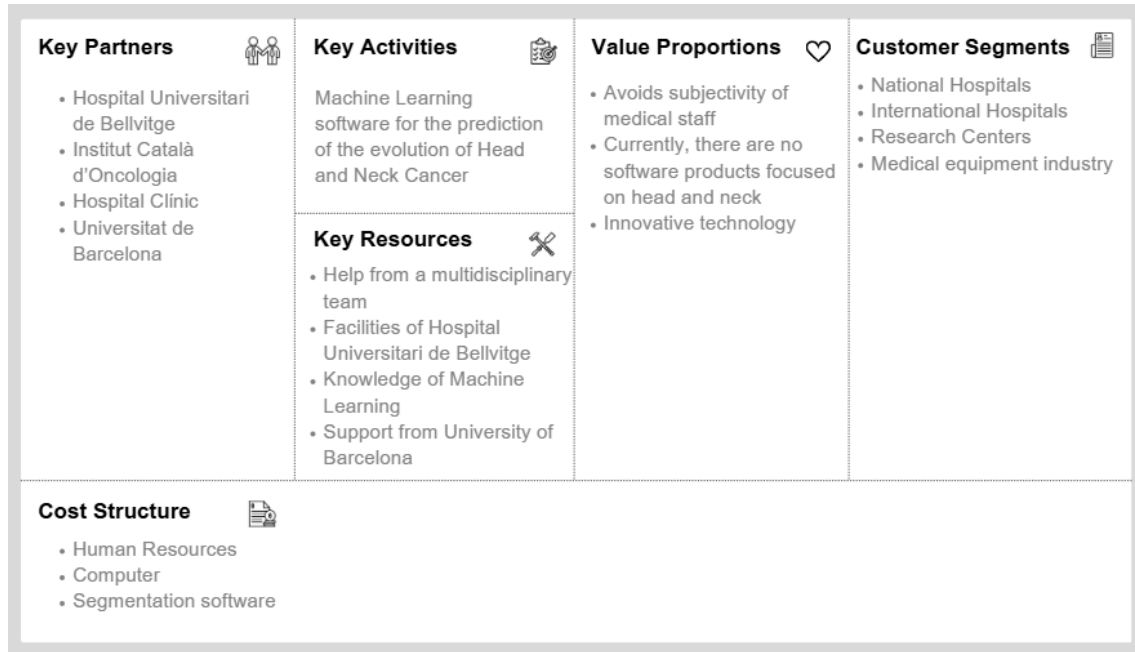 Key Partners
• Hospital Universitari
de Bellvitge
• Institut Català
d'Oncologia
• Hospital Clínic
• Universitat de
Barcelona
Key Activities
Machine Learning
software for the prediction
of the evolution of Head
and Neck Cancer
Key Resources
• Help from a multidisciplinary
team
• Facilities of Hospital
Universitari de Bellvitge
• Knowledge of Machine
Learning
• Support from University of
Barcelona
Value Proportions
• Avoids subjectivity of
medical staff
• Currently, there are no
software products focused
on head and neck
• Innovative technology
Customer Segments
• National Hospitals
• International Hospitals
• Research Centers
• Medical equipment industry
Cost Structure
• Human Resources
• Computer
• Segmentation software